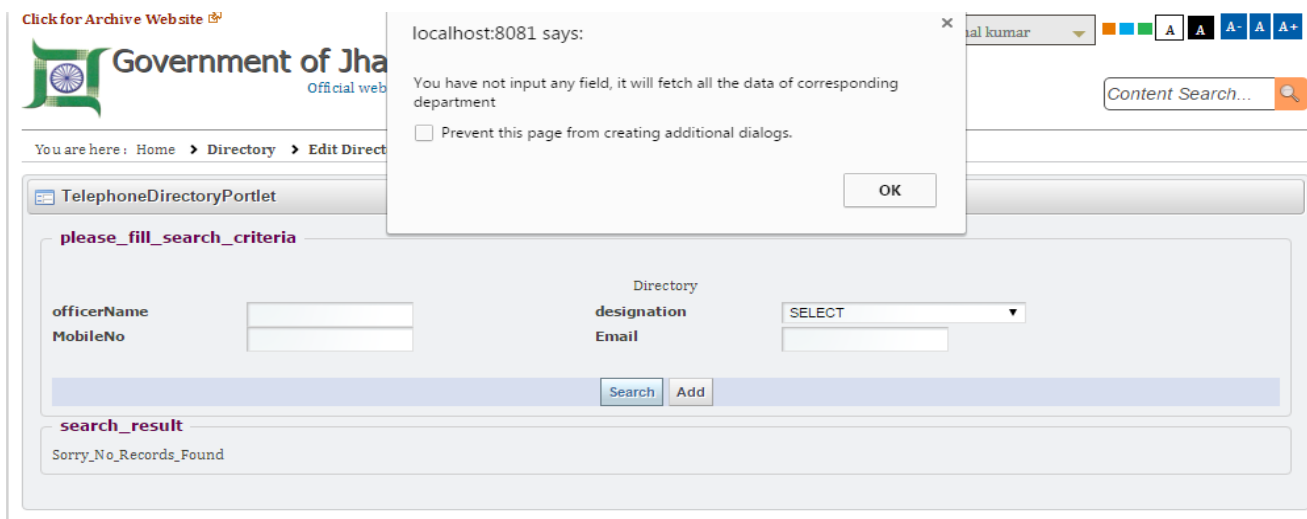 Click for Archive Website
localhost:8081 says:
nal kumar
A A A- A A+
Government of Jha
Official web
You have not input any field, it will fetch all the data of corresponding
department
Content Search...
Prevent this page from creating additional dialogs.
You are here : Home > Directory > Edit Direct
OK
TelephoneDirectoryPortlet
please_fill_search_criteria
Directory
officerName designation SELECT
MobileNo Email
Search Add
search_result
Sorry_No_Records_Found